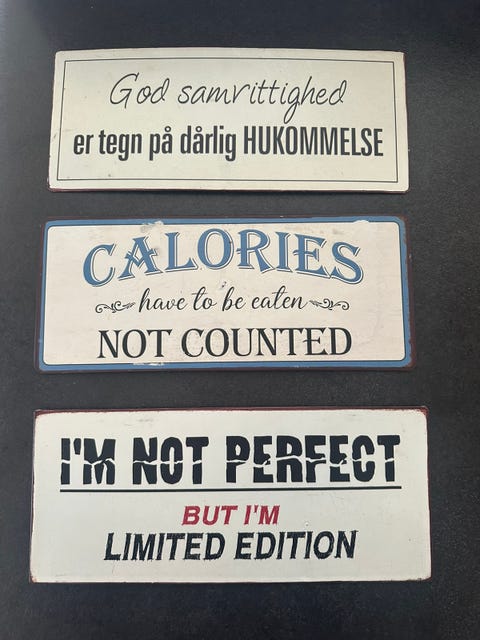 God samvittighed
er tegn på dårlig HUKOMMELSE
CALORIES
have to be eaten
NOT COUNTED
I'M NOT PERFECT
BUT I'M
LIMITED EDITION